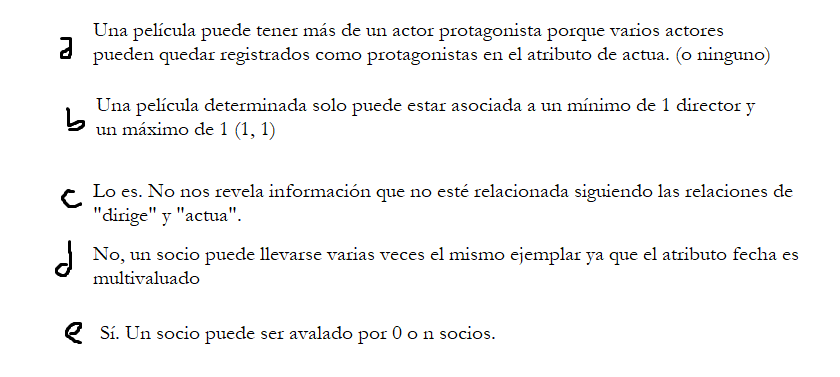 a Una película puede tener más de un actor protagonista porque varios actores
pueden quedar registrados como protagonistas en el atributo de actua. (o ninguno)
b Una película determinada solo puede estar asociada a un mínimo de 1 director y
un máximo de 1 (1, 1)
c Lo es. No nos revela información que no esté relacionada siguiendo las relaciones de
"dirige" y "actua".
d No, un socio puede llevarse varias veces el mismo ejemplar ya que el atributo fecha es
multivaluado
e Sí. Un socio puede ser avalado por 0 o n socios.